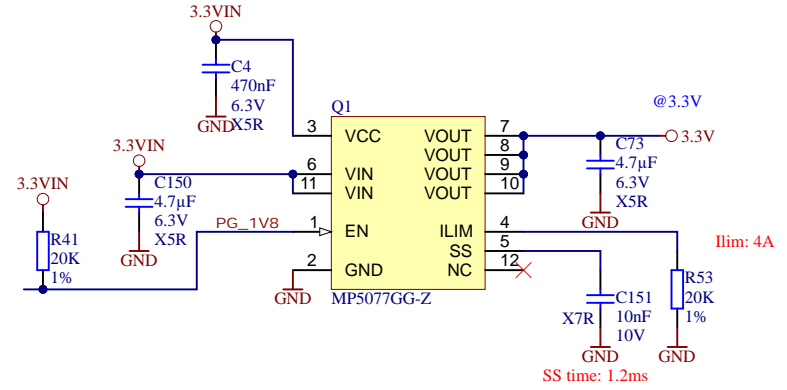 3.3VIN
C4
470nF
6.3V
X5R
GND
Q1
@3.3V
3 VCC VOUT 7
VOUT 8
6 VIN VOUT 9
11 VIN VOUT 10
1 EN ILIM 4
SS 5
2 GND NC 12
MP5077GG-Z
3.3V
C73
4.7µF
6.3V
X5R
GND
3.3VIN
C150
4.7µF
6.3V
X5R
GND
3.3VIN
R41
20K
1%
PG_1V8
GND
Ilim: 4A
R53
20K
1%
GND
C151
10nF
10V
X7R
GND
SS time: 1.2ms